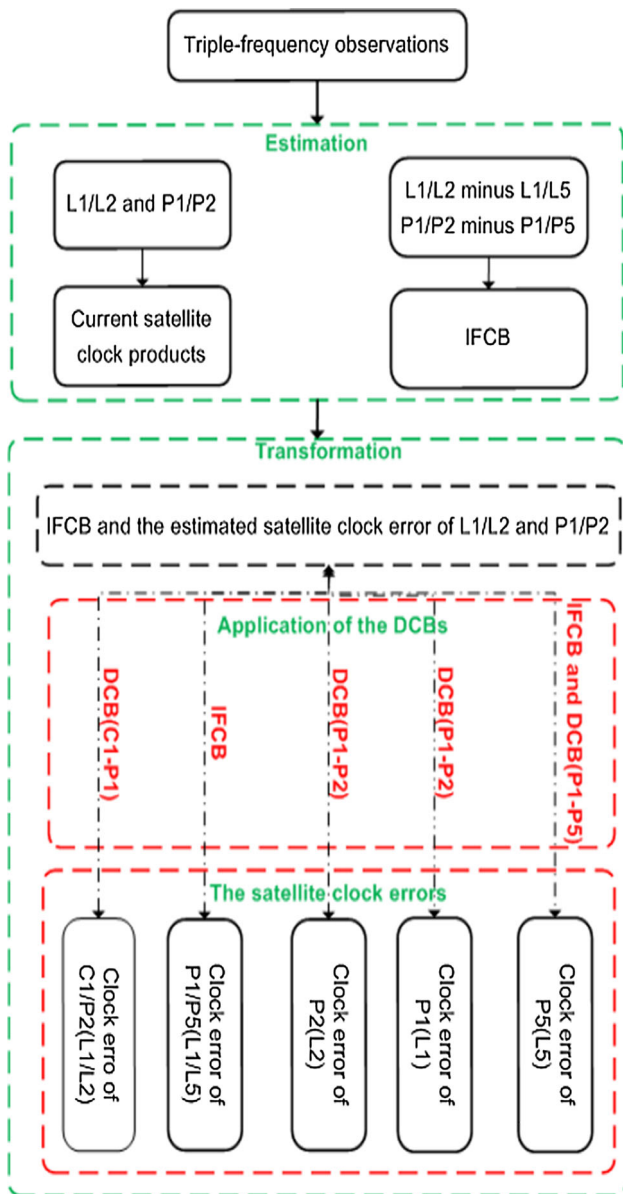 Triple-frequency observations
Estimation
L1/L2 and P1/P2
L1/L2 minus L1/L5
P1/P2 minus P1/P5
Current satellite
clock products
IFCB
Transformation
IFCB and the estimated satellite clock error of L1/L2 and P1/P2
Application of the DCBs
DCB(C1-P1)
IFCB
DCB(P1-P2)
DCB(P1-P2)
IFCB and DCB(P1-P5)
The satellite clock errors
Clock erro of
C1/P2(L1/L2)
Clock error of
P1/P5(L1/L5)
Clock error of
P2(L2)
Clock error of
P1(L1)
Clock error of
P5(L5)